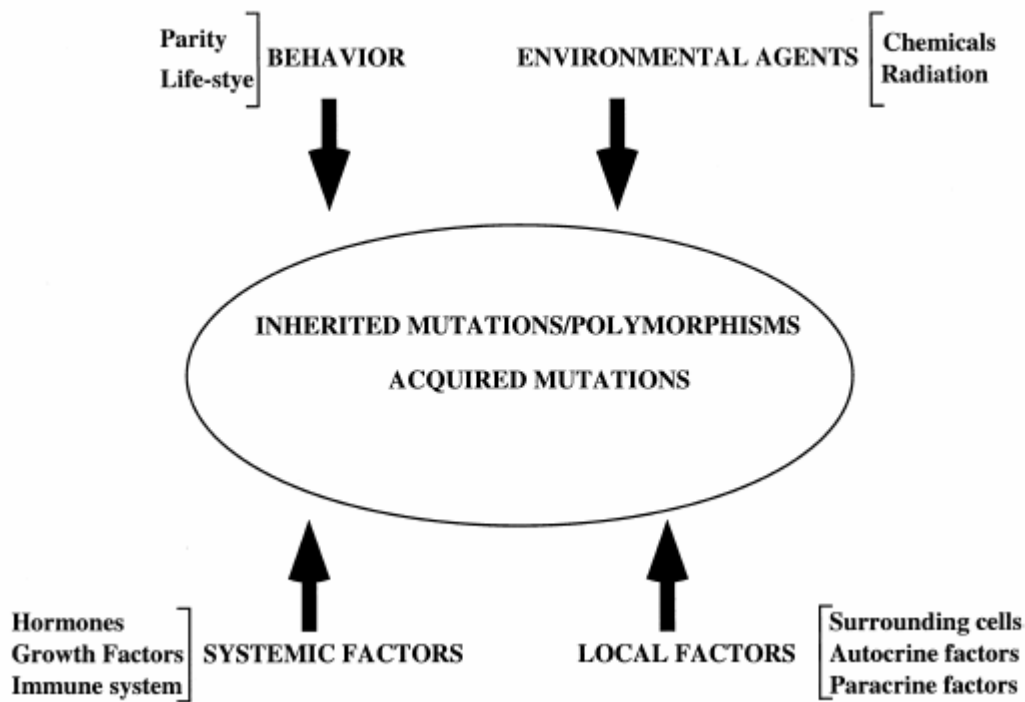 Parity
Life-stye
BEHAVIOR
ENVIRONMENTAL AGENTS
Chemicals
Radiation
INHERITED MUTATIONS/POLYMORPHISMS
ACQUIRED MUTATIONS
Hormones
Growth Factors
Immune system
SYSTEMIC FACTORS
LOCAL FACTORS
Surrounding cells
Autocrine factors
Paracrine factors